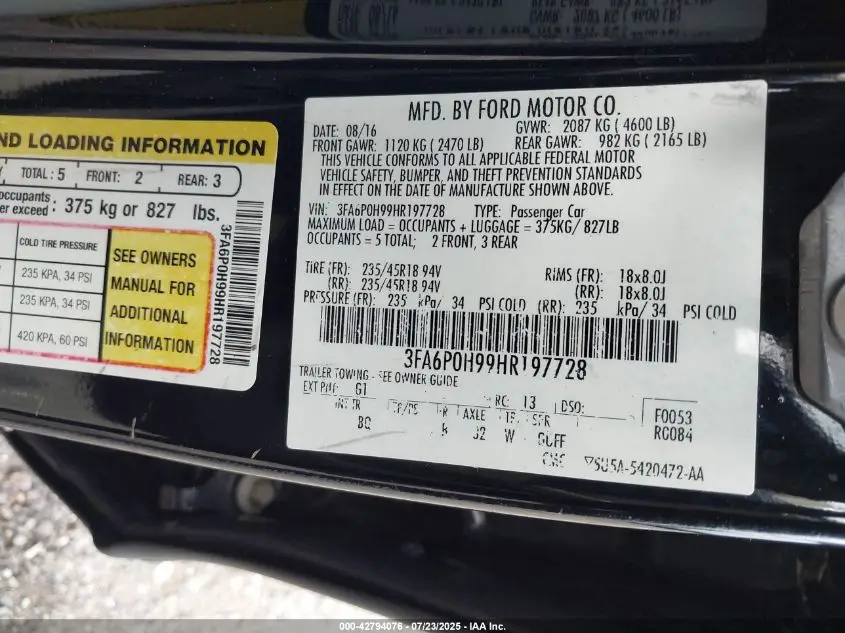 MFD. BY FORD MOTOR CO.
DATE: 08/16 GVWR: 2087 KG ( 4600 LB)
FRONT GAWR: 1120 KG ( 2470 LB) REAR GAWR: 982 KG ( 2165 LB)
THIS VEHICLE CONFORMS TO ALL APPLICABLE FEDERAL MOTOR
VEHICLE SAFETY, BUMPER, AND THEFT PREVENTION STANDARDS
IN EFFECT ON THE DATE OF MANUFACTURE SHOWN ABOVE.
VIN: 3FA6P0H99HR197728 TYPE: Passenger Car
MAXIMUM LOAD = OCCUPANTS + LUGGAGE = 375KG/ 827LB
OCCUPANTS = 5 TOTAL; 2 FRONT, 3 REAR
TIRE (FR): 235/45R18 94V RIMS (FR): 18x8.0J
(RR): 235/45R18 94V (RR): 18x8.0J
PRESSURE (FR): 235 kPa/ 34 PSI COLD (RR): 235 kPa/ 34 PSI COLD
3FA6P0H99HR197728
TRAILER TOWING - SEE OWNER GUIDE
EXT PNT: G1 RC: 13 DSO: F0053
RG084
INT TR AXLE
32 W
5420472-AA
ND LOADING INFORMATION
TOTAL: 5 FRONT: 2 REAR: 3
occupants
er exceed : 375 kg or 827 lbs.
COLD TIRE PRESSURE
235 KPA, 34 PSI
235 KPA, 34 PSI
420 KPA, 60 PSI
SEE OWNERS
MANUAL FOR
ADDITIONAL
INFORMATION
3FA6P0H99HR197728
000-42794076 - 07/23/2025 - IAA Inc.